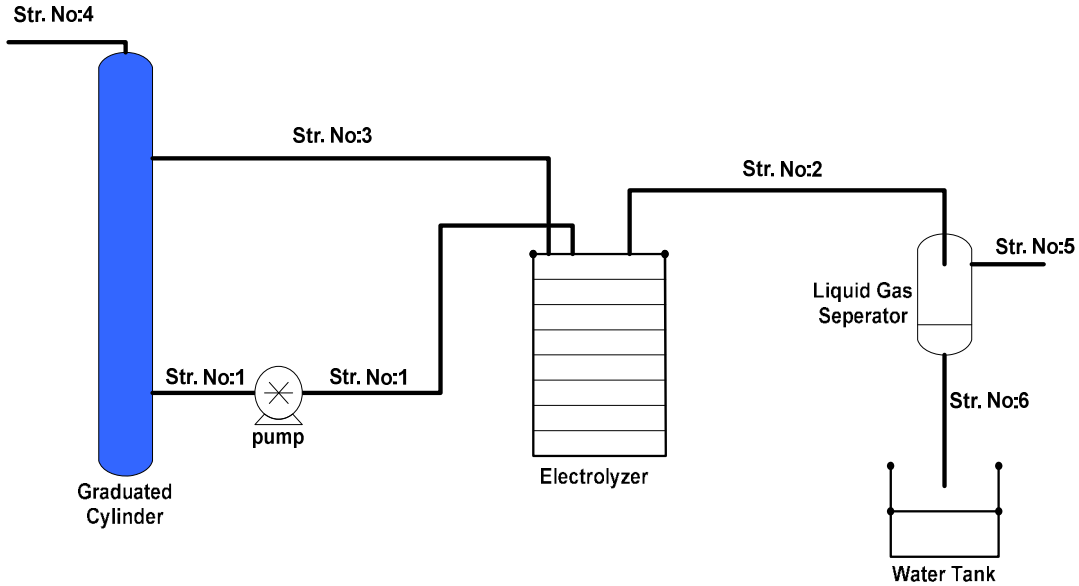 Str. No:4
Str. No:3
Str. No:2
Str. No:5
Liquid Gas
Seperator
Str. No:1
Str. No:1
Str. No:6
pump
Electrolyzer
Graduated
Cylinder
Water Tank